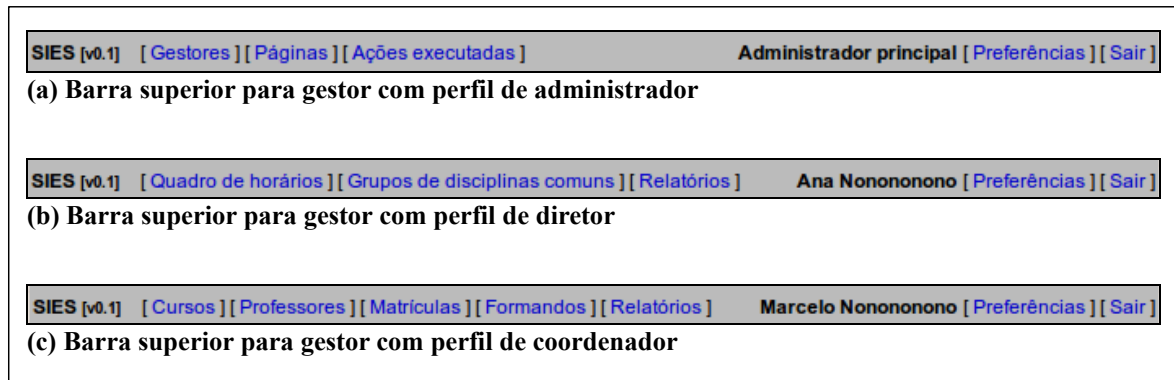 SIES [v0.1] [ Gestores ] [ Páginas ] [ Ações executadas ] Administrador principal [ Preferências ] [ Sair ]
(a) Barra superior para gestor com perfil de administrador
SIES [v0.1] [ Quadro de horários ] [ Grupos de disciplinas comuns ] [ Relatórios ] Ana Nonononono [ Preferências ] [ Sair ]
(b) Barra superior para gestor com perfil de diretor
SIES [v0.1] [ Cursos ] [ Professores ] [ Matrículas ] [ Formandos ] [ Relatórios ] Marcelo Nonononono [ Preferências ] [ Sair ]
(c) Barra superior para gestor com perfil de coordenador